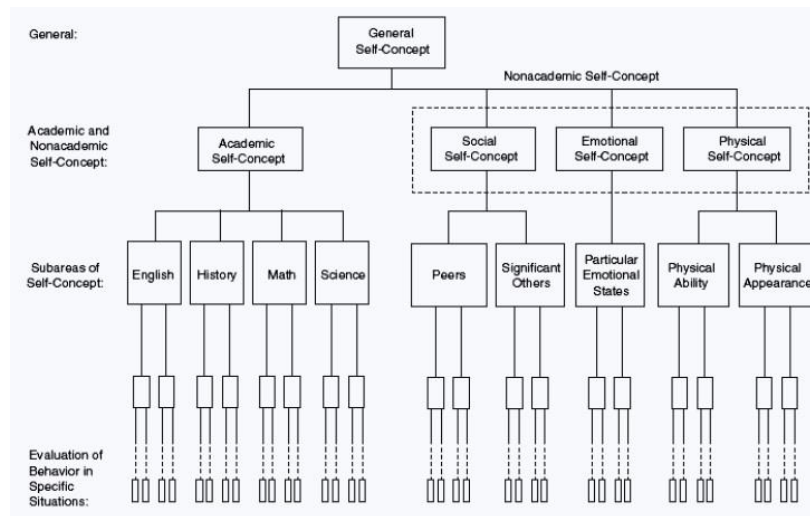 General:
General
Self-Concept
Nonacademic Self-Concept
Academic and
Nonacademic
Self-Concept:
Academic
Self-Concept
Social
Self-Concept
Emotional
Self-Concept
Physical
Self-Concept
Subareas of
Self-Concept:
English
History
Math
Science
Peers
Significant
Others
Particular
Emotional
States
Physical
Ability
Physical
Appearance
Evaluation of
Behavior in
Specific
Situations: